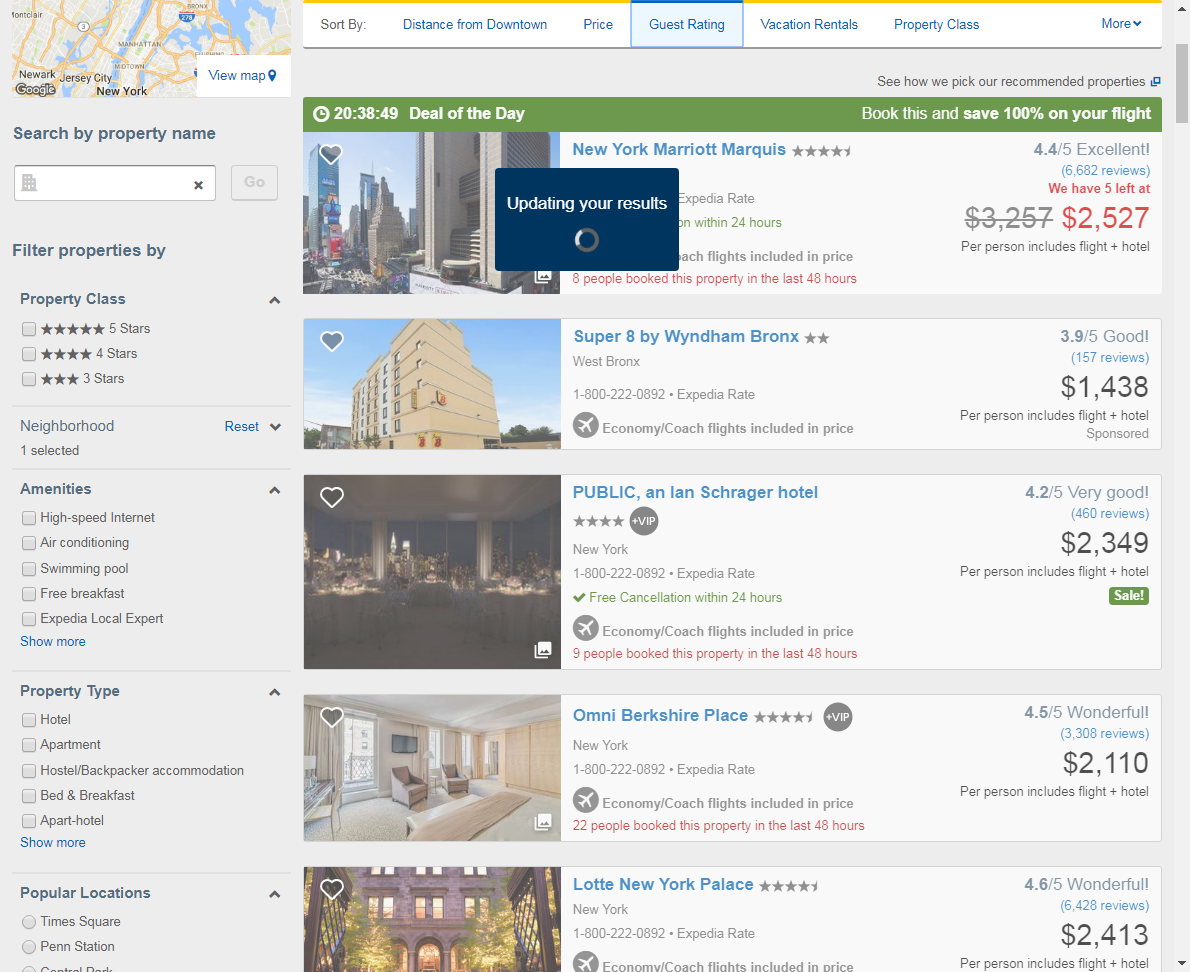 ontclair
BRONX
278
3
MANHATTAN
MIDTOWN
Newark
Jersey City
New York
Google
View map
Search by property name
Go
Filter properties by
Property Class
5 Stars
4 Stars
3 Stars
Neighborhood Reset
1 selected
Amenities
High-speed Internet
Air conditioning
Swimming pool
Free breakfast
Expedia Local Expert
Show more
Property Type
Hotel
Apartment
Hostel/Backpacker accommodation
Bed & Breakfast
Apart-hotel
Show more
Popular Locations
Times Square
Penn Station
Central Park
Sort By: Distance from Downtown Price Guest Rating Vacation Rentals Property Class More
See how we pick our recommended properties
20:38:49 Deal of the Day Book this and save 100% on your flight
Updating your results
New York Marriott Marquis
Expedia Rate
on within 24 hours
Coach flights included in price
8 people booked this property in the last 48 hours
4.4/5 Excellent!
(6,682 reviews)
We have 5 left at
$3,257 $2,527
Per person includes flight + hotel
Super 8 by Wyndham Bronx
West Bronx
1-800-222-0892 • Expedia Rate
Economy/Coach flights included in price
3.9/5 Good!
(157 reviews)
$1,438
Per person includes flight + hotel
Sponsored
PUBLIC, an Ian Schrager hotel
+VIP
New York
1-800-222-0892 • Expedia Rate
Free Cancellation within 24 hours
Economy/Coach flights included in price
9 people booked this property in the last 48 hours
4.2/5 Very good!
(460 reviews)
$2,349
Per person includes flight + hotel
Sale!
Omni Berkshire Place +VIP
New York
1-800-222-0892 • Expedia Rate
Economy/Coach flights included in price
22 people booked this property in the last 48 hours
4.5/5 Wonderful!
(3,308 reviews)
$2,110
Per person includes flight + hotel
Lotte New York Palace
New York
1-800-222-0892 • Expedia Rate
Economy/Coach flights included in price
4.6/5 Wonderful!
(6,428 reviews)
$2,413
Per person includes flight + hotel